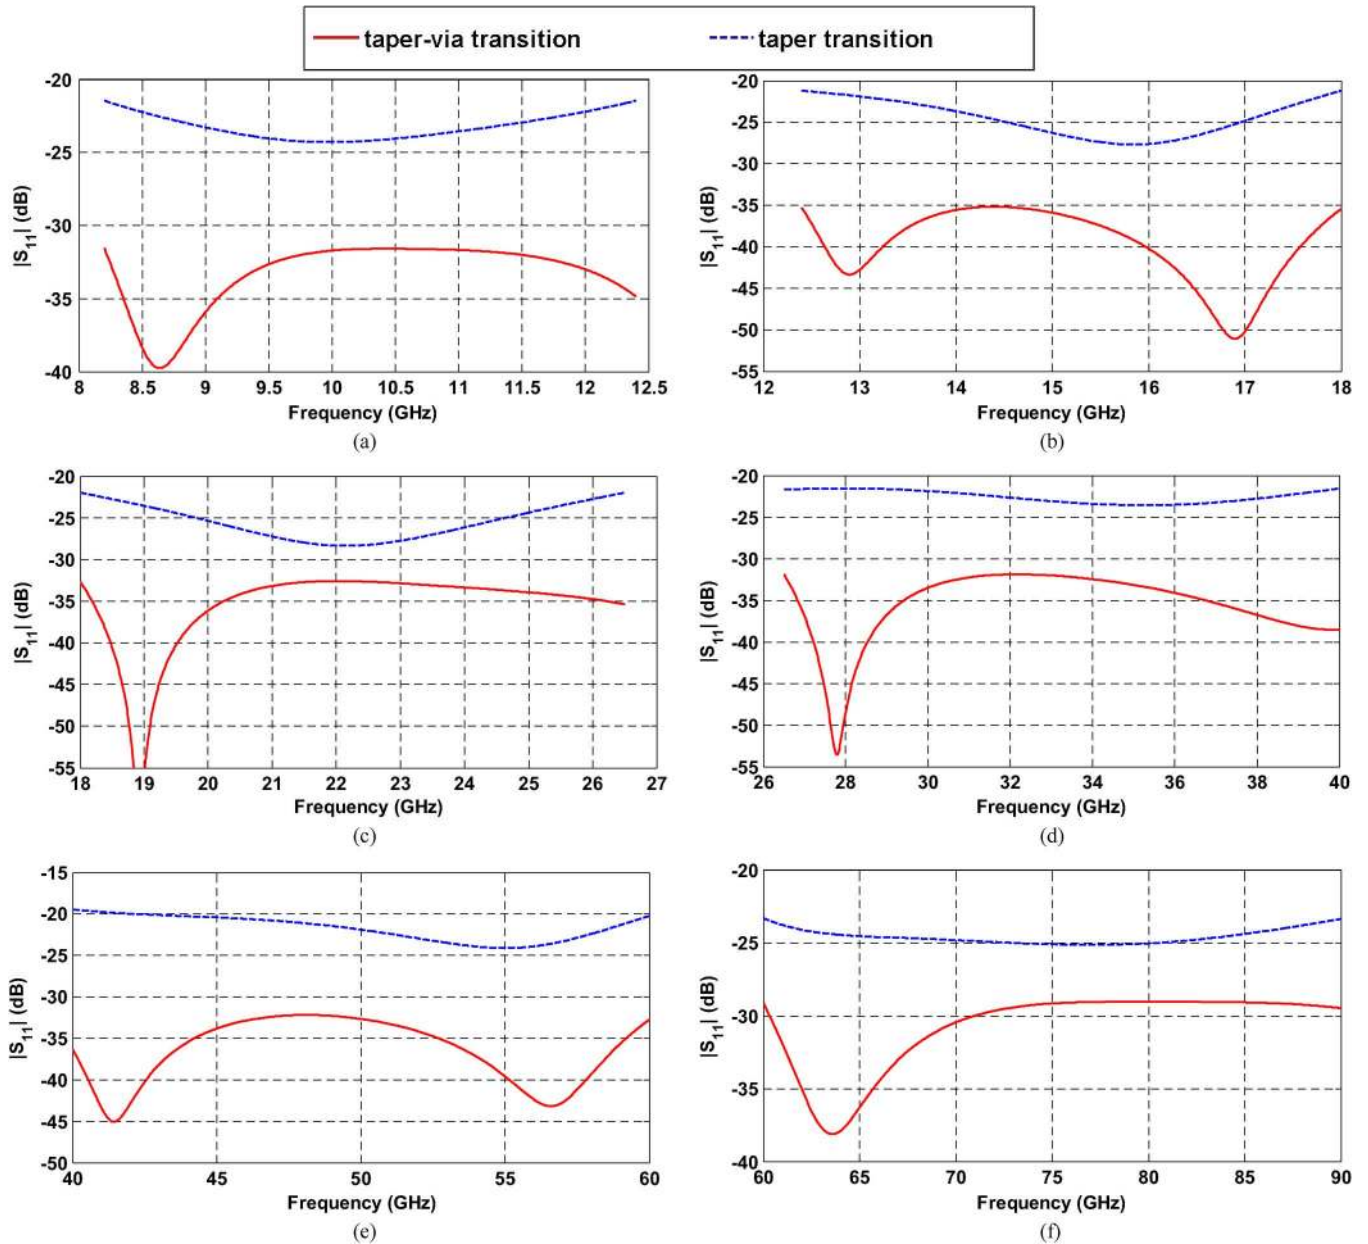 taper-via transition taper transition
-20
-25
-30
-35
-40
|S11| (dB)
8 8.5 9 9.5 10 10.5 11 11.5 12 12.5
Frequency (GHz)
(a)
-20
-25
-30
-35
-40
-45
-50
-55
|S11| (dB)
12 13 14 15 16 17 18
Frequency (GHz)
(b)
-20
-25
-30
-35
-40
-45
-50
-55
|S11| (dB)
18 19 20 21 22 23 24 25 26 27
Frequency (GHz)
(c)
-20
-25
-30
-35
-40
-45
-50
-55
|S11| (dB)
26 28 30 32 34 36 38 40
Frequency (GHz)
(d)
-15
-20
-25
-30
-35
-40
-45
-50
|S11| (dB)
40 45 50 55 60
Frequency (GHz)
(e)
-20
-25
-30
-35
-40
|S11| (dB)
60 65 70 75 80 85 90
Frequency (GHz)
(f)